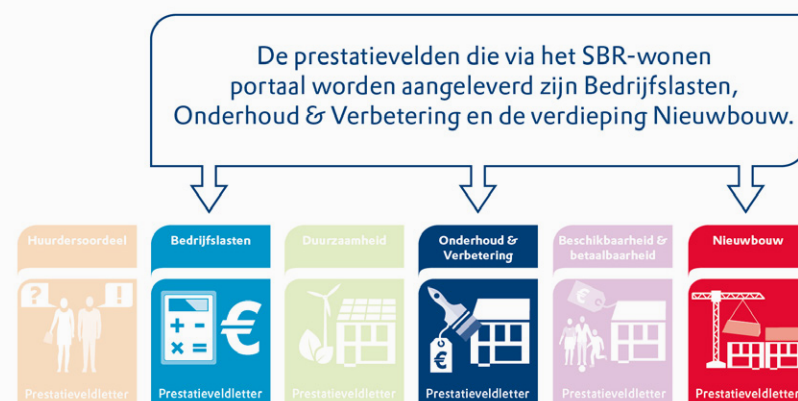 De prestatievelden die via het SBR-wonen
portaal worden aangeleverd zijn Bedrijfslasten,
Onderhoud & Verbetering en de verdieping Nieuwbouw.
Huurdersoordeel
Bedrijfslasten
Duurzaamheid
Onderhoud &
Verbetering
Beschikbaarheid &
betaalbaarheid
Nieuwbouw
? !
+ -
× =
€
€
€
Prestatieveldletter
Prestatieveldletter
Prestatieveldletter
Prestatieveldletter
Prestatieveldletter
Prestatieveldletter